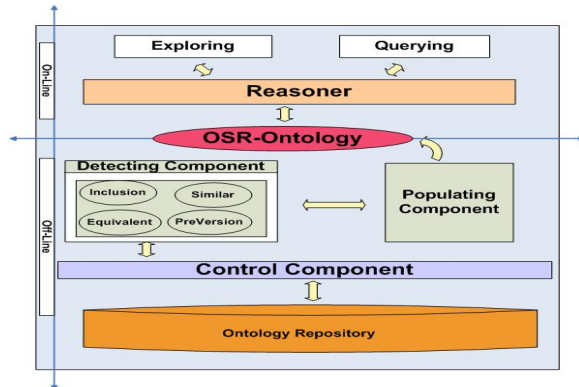 Exploring
Querying
On-Line
Reasoner
OSR-Ontology
Off-Line
Detecting Component
Inclusion
Similar
Equivalent
PreVersion
Populating
Component
Control Component
Ontology Repository